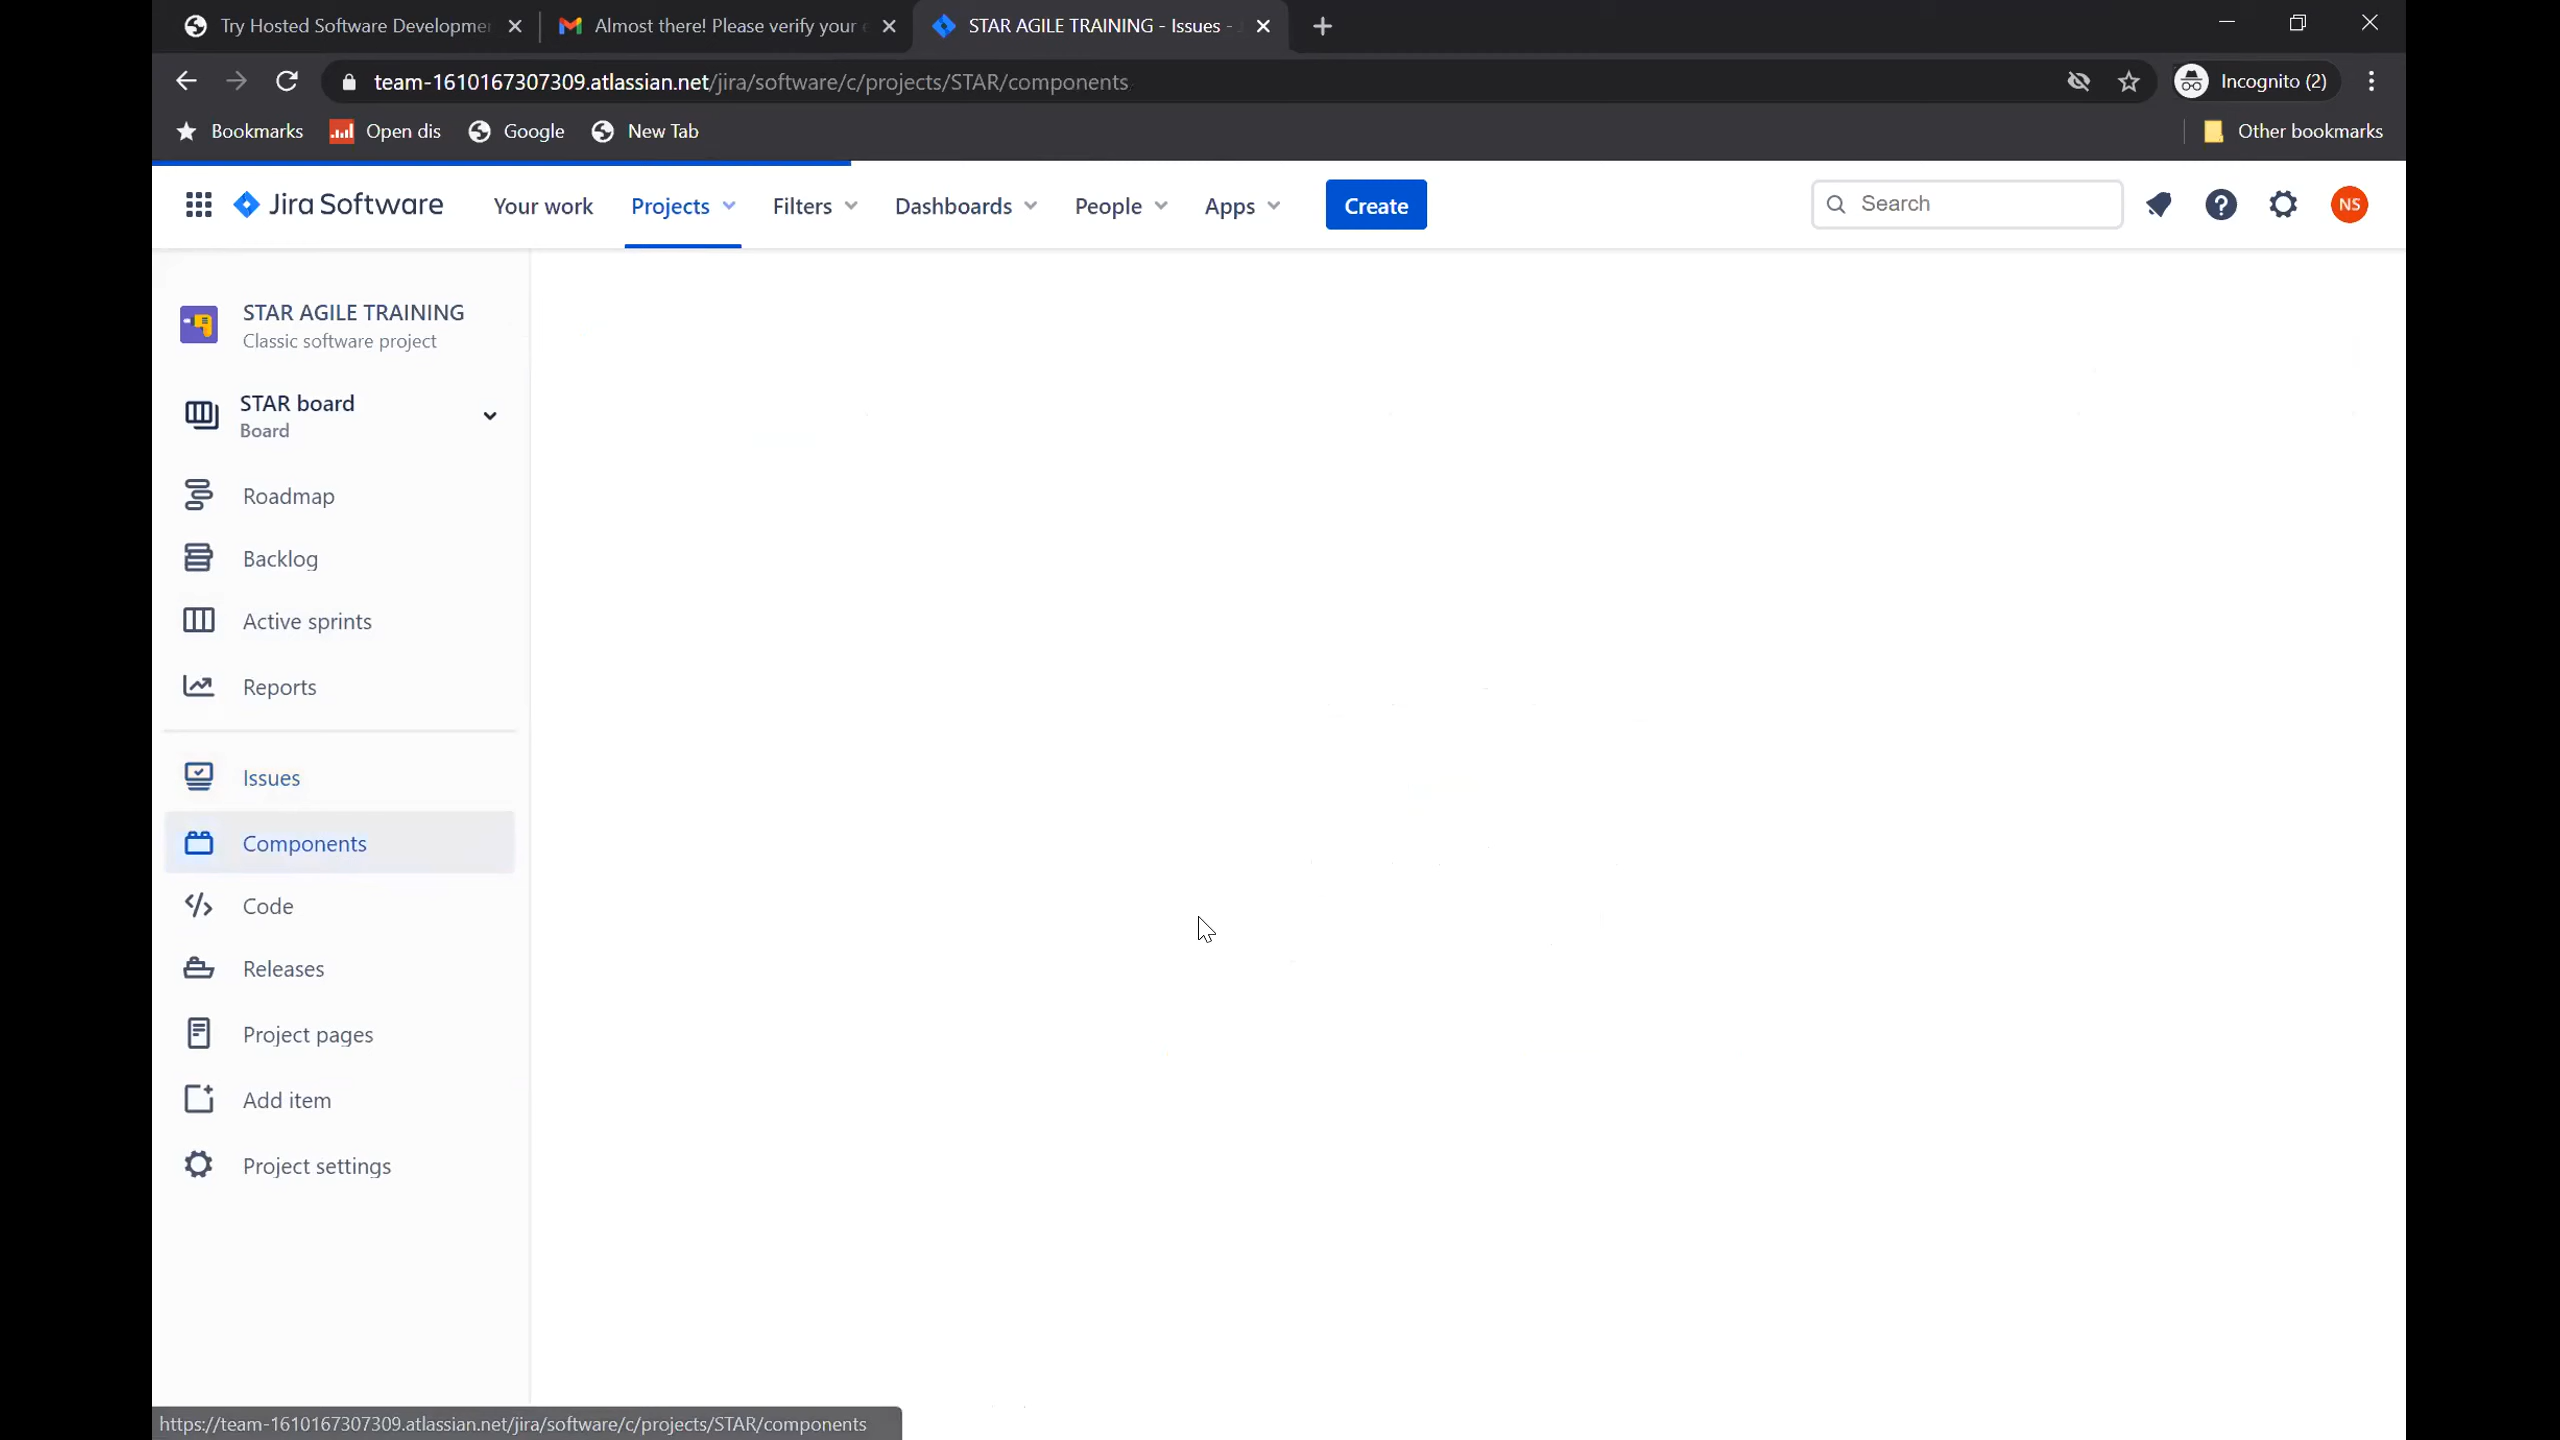 Try Hosted Software Developmen
Almost there! Please verify your e
STAR AGILE TRAINING - Issues -
team-1610167307309.atlassian.net/jira/software/c/projects/STAR/components
Incognito (2)
Bookmarks
Open dis
Google
New Tab
Other bookmarks
Jira Software
Your work
Projects
Filters
Dashboards
People
Apps
Create
Search
NS
STAR AGILE TRAINING
Classic software project
STAR board
Board
Roadmap
Backlog
Active sprints
Reports
Issues
Components
Code
Releases
Project pages
Add item
Project settings
https://team-1610167307309.atlassian.net/jira/software/c/projects/STAR/components